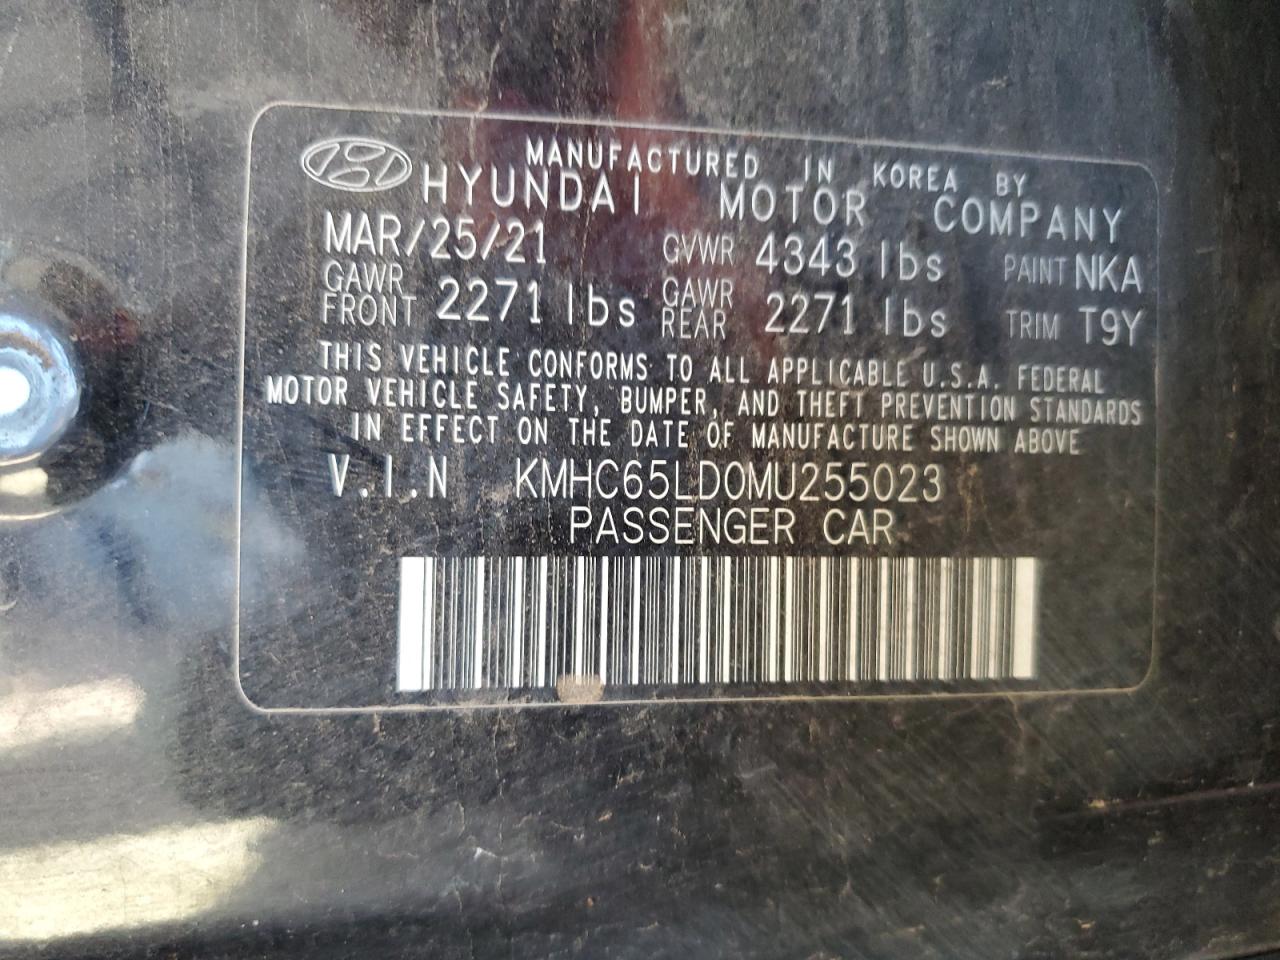 MANUFACTURED IN KOREA BY
HYUNDAI MOTOR COMPANY
MAR/25/21 GVWR 4343 lbs PAINT NKA
GAWR FRONT 2271 lbs GAWR REAR 2271 lbs TRIM T9Y
THIS VEHICLE CONFORMS TO ALL APPLICABLE U.S.A. FEDERAL
MOTOR VEHICLE SAFETY, BUMPER, AND THEFT PREVENTION STANDARDS
IN EFFECT ON THE DATE OF MANUFACTURE SHOWN ABOVE
V.I.N KMHC65LD0MU255023
PASSENGER CAR